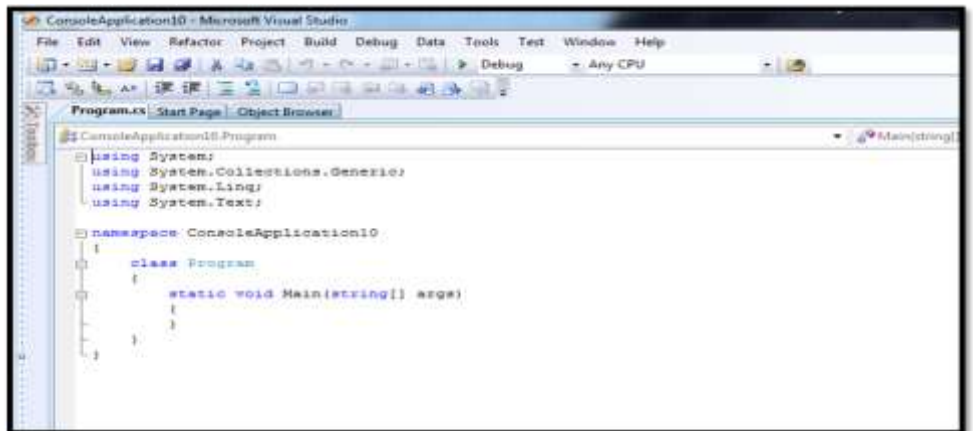 ConsoleApplication10 - Microsoft Visual Studio
File Edit View Refactor Project Build Debug Data Tools Test Window Help
Debug Any CPU
Program.cs Start Page Object Browser
Toolbox
ConsoleApplication10.Program Main(string[]
using System;
using System.Collections.Generic;
using System.Linq;
using System.Text;
namespace ConsoleApplication10
{
class Program
{
static void Main(string[] args)
{
}
}
}